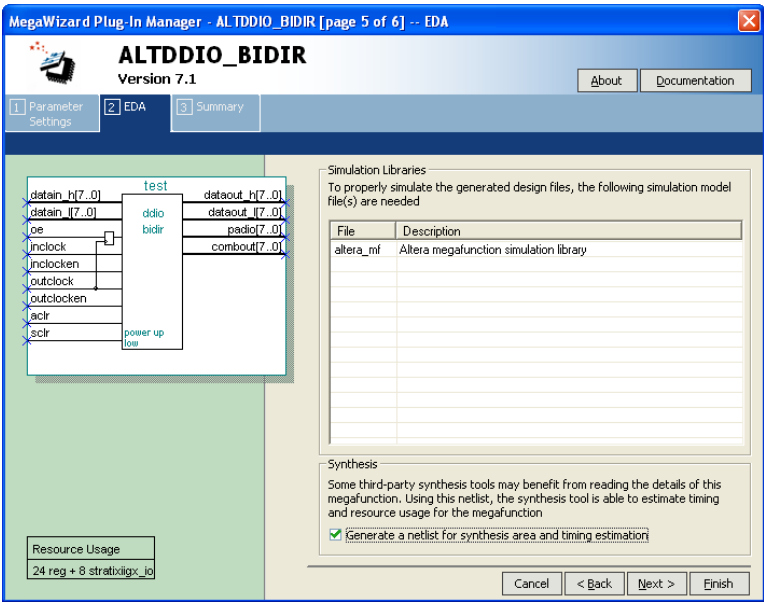 MegaWizard Plug-In Manager - ALTDDIO_BIDIR [page 5 of 6] -- EDA
ALTDDIO_BIDIR
Version 7.1
About
Documentation
1 Parameter
Settings
2 EDA
3 Summary
test
datain_h[7..0]
datain_l[7..0]
oe
inclock
inclocken
outclock
outclocken
aclr
sclr
ddio
bidir
power up
low
dataout_h[7..0]
dataout_l[7..0]
padio[7..0]
combout[7..0]
Resource Usage
24 reg + 8 stratixiigx_io
Simulation Libraries
To properly simulate the generated design files, the following simulation model
file(s) are needed
File Description
altera_mf Altera megafunction simulation library
Synthesis
Some third-party synthesis tools may benefit from reading the details of this
megafunction. Using this netlist, the synthesis tool is able to estimate timing
and resource usage for the megafunction
Generate a netlist for synthesis area and timing estimation
Cancel
< Back
Next >
Finish